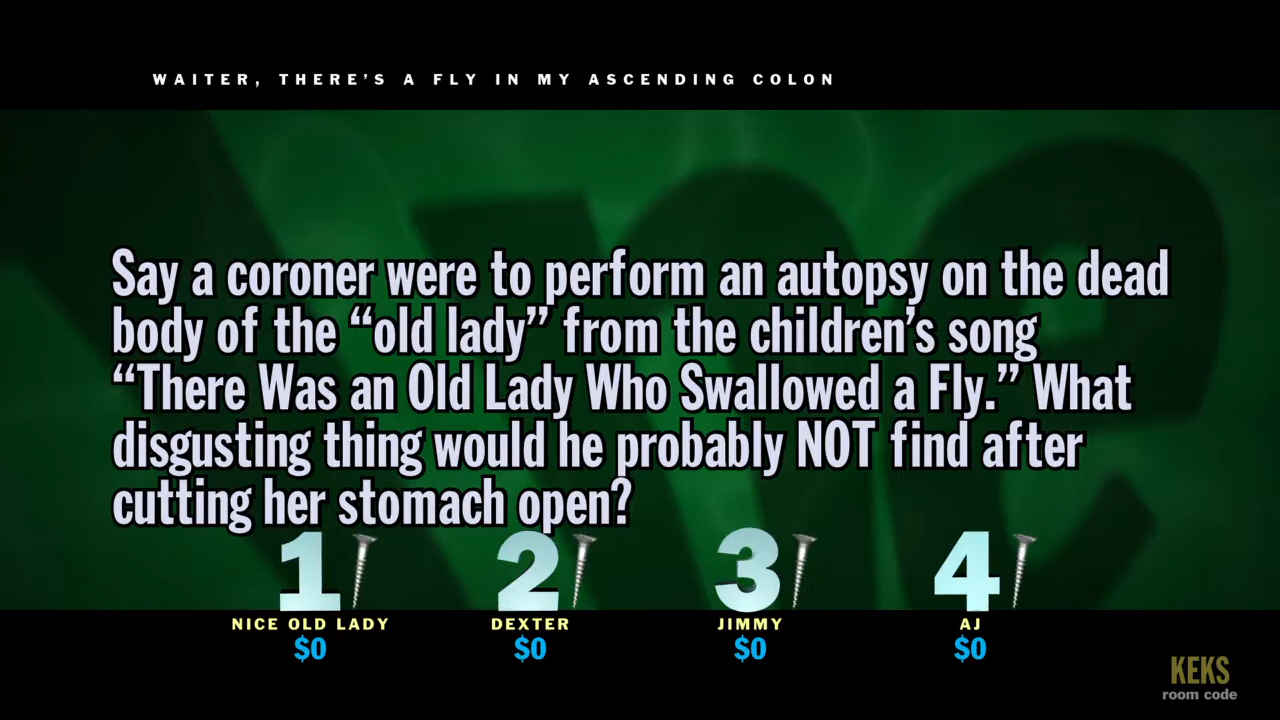 WAITER, THERE'S A FLY IN MY ASCENDING COLON
Say a coroner were to perform an autopsy on the dead
body of the “old lady” from the children’s song
“There Was an Old Lady Who Swallowed a Fly.” What
disgusting thing would he probably NOT find after
cutting her stomach open?
1 2 3 4
NICE OLD LADY DEXTER JIMMY AJ
$0 $0 $0 $0
KEKS
room code